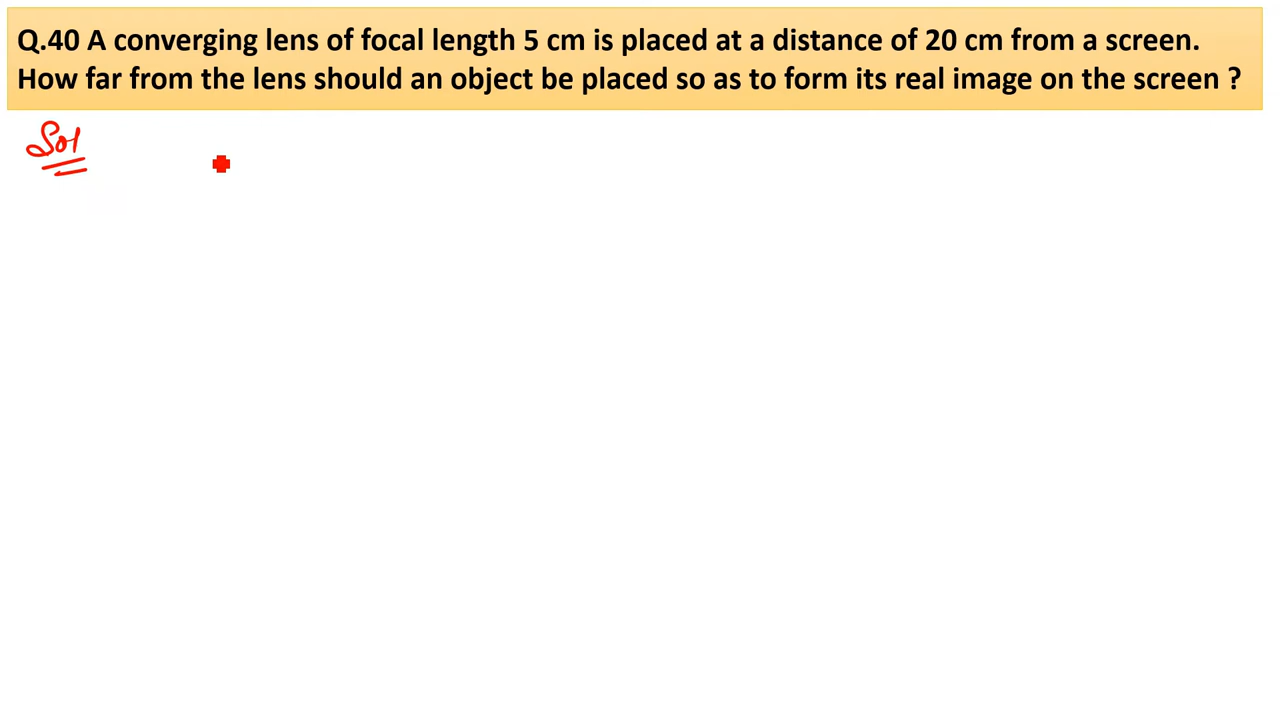 Q.40 A converging lens of focal length 5 cm is placed at a distance of 20 cm from a screen.
How far from the lens should an object be placed so as to form its real image on the screen ?
Sol